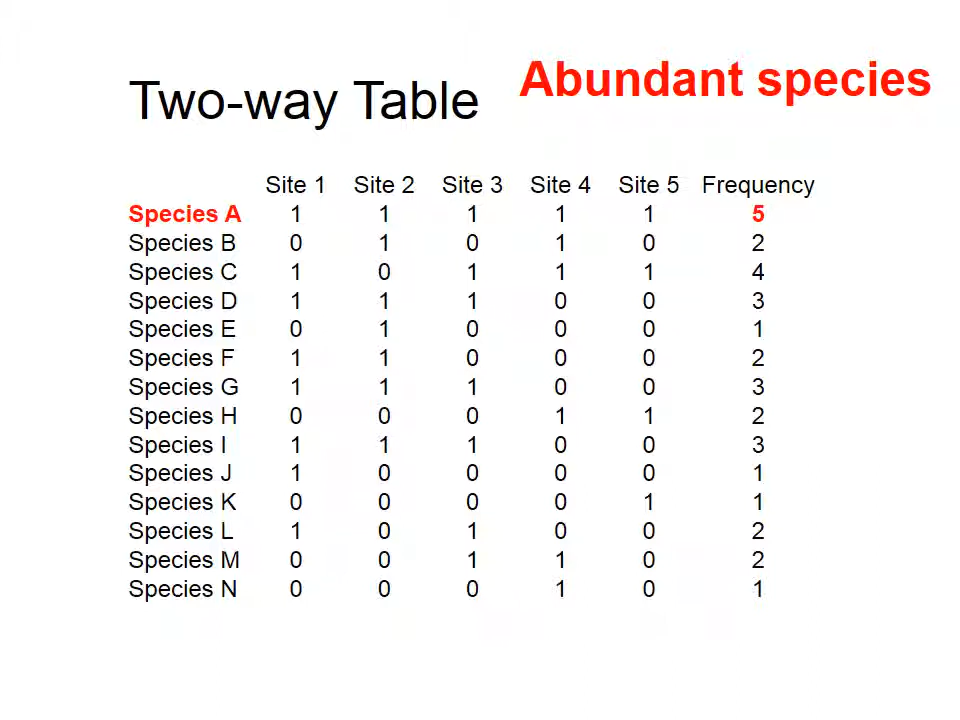 Two-way Table
Abundant species
Site 1 Site 2 Site 3 Site 4 Site 5 Frequency
Species A 1 1 1 1 1 5
Species B 0 1 0 1 0 2
Species C 1 0 1 1 1 4
Species D 1 1 1 0 0 3
Species E 0 1 0 0 0 1
Species F 1 1 0 0 0 2
Species G 1 1 1 0 0 3
Species H 0 0 0 1 1 2
Species I 1 1 1 0 0 3
Species J 1 0 0 0 0 1
Species K 0 0 0 0 1 1
Species L 1 0 1 0 0 2
Species M 0 0 1 1 0 2
Species N 0 0 0 1 0 1